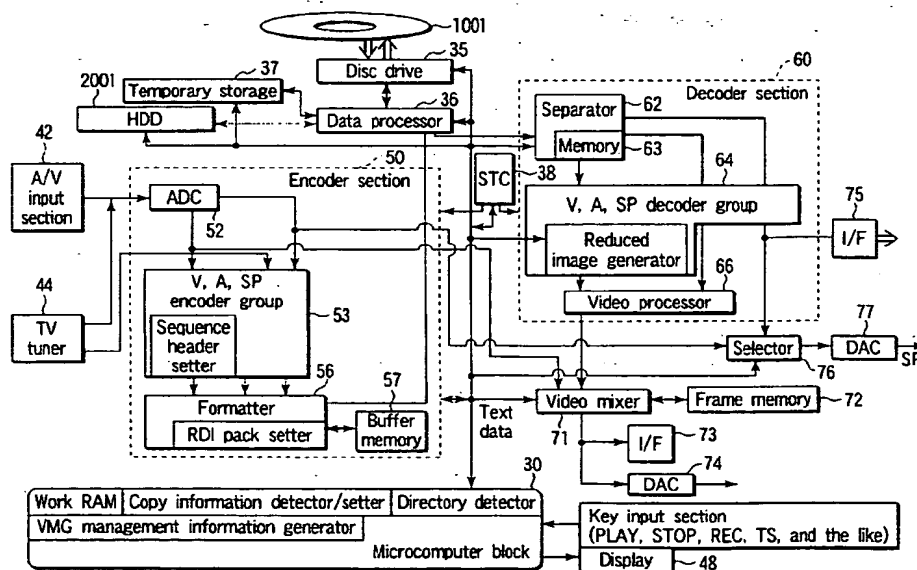 1001
35
Disc drive
37
Temporary storage
2001
HDD
36
Data processor
60
Decoder section
62
Separator
Memory
63
42
A/V
input
section
50
Encoder section
ADC
52
STC
38
64
V, A, SP decoder group
Reduced
image generator
66
Video processor
75
I/F
44
TV
tuner
V, A, SP
encoder group
53
Sequence
header
setter
77
Selector
76
DAC
SP
56
Formatter
RDI pack setter
57
Buffer
memory
Text
data
Video mixer
71
Frame memory
72
I/F
73
74
DAC
30
Work RAM
Copy information detector/setter
Directory detector
VMG management information generator
Microcomputer block
Key input section
(PLAY, STOP, REC, TS, and the like)
Display
48